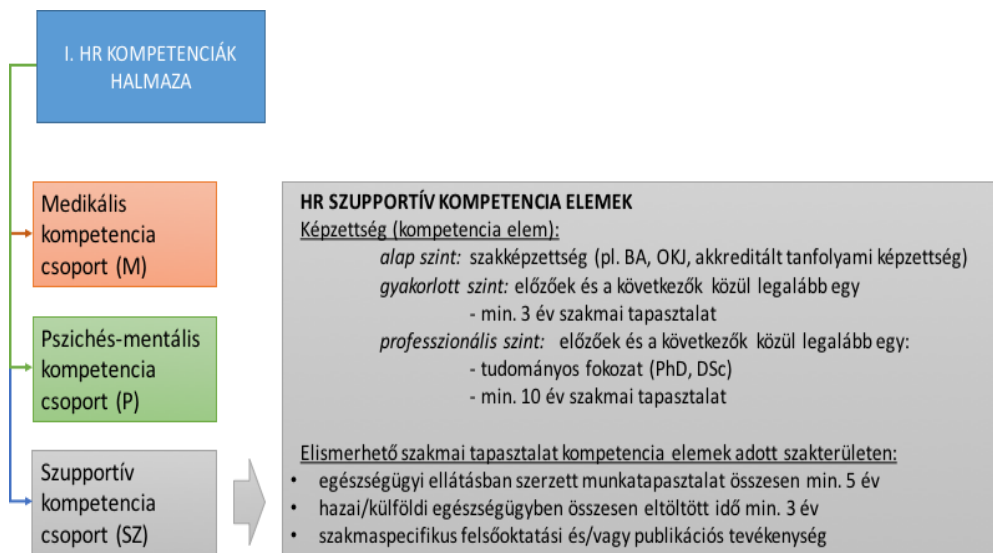 I. HR KOMPETENCIÁK
HALMAZA
Medikális
kompetencia
csoport (M)
Pszichés-mentális
kompetencia
csoport (P)
Szupportív
kompetencia
csoport (SZ)
HR SZUPPORTÍV KOMPETENCIA ELEMEK
Képzettség (kompetencia elem):
alap szint: szakképzettség (pl. BA, OKJ, akkreditált tanfolyami képzettség)
gyakorlott szint: előzőek és a következők közül legalább egy
- min. 3 év szakmai tapasztalat
professzionális szint: előzőek és a következők közül legalább egy:
- tudományos fokozat (PhD, DSc)
- min. 10 év szakmai tapasztalat
Elismerhető szakmai tapasztalat kompetencia elemek adott szakterületen:
• egészségügyi ellátásban szerzett munkatapasztalat összesen min. 5 év
• hazai/külföldi egészségügyben összesen eltöltött idő min. 3 év
• szakmaspecifikus felsőoktatási és/vagy publikációs tevékenység